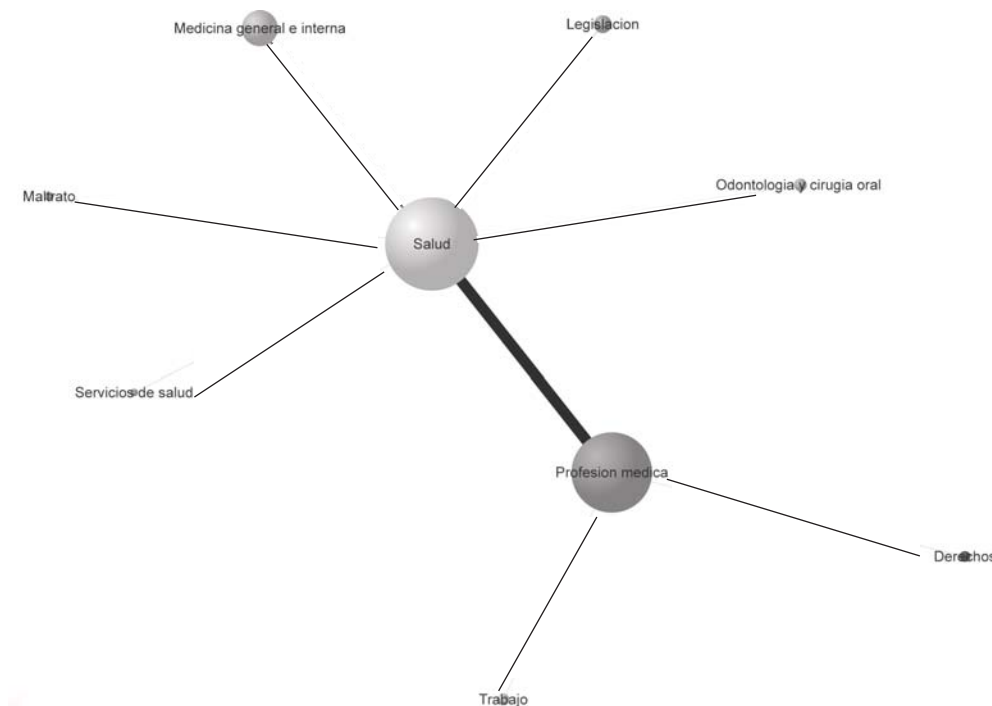 Medicina general e interna
Legislacion
Odontologia y cirugia oral
Maltrato
Salud
Servicios de salud
Profesion medica
Derechos
Trabajo